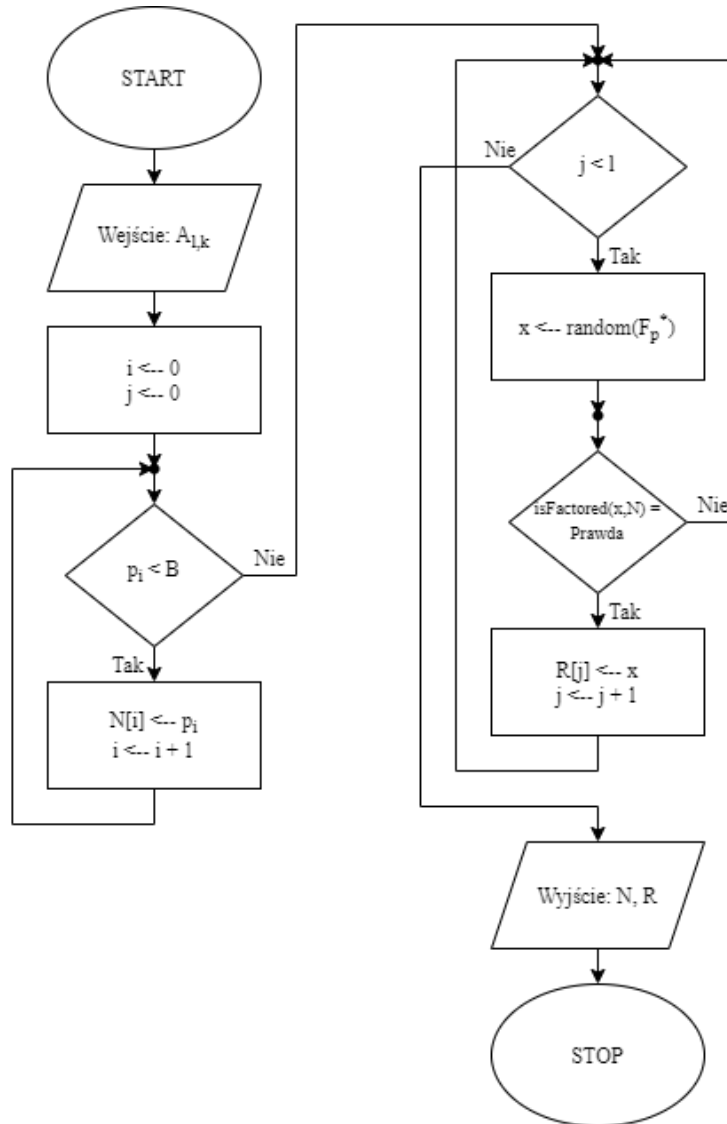 START
Wejście: A_l,k
i <-- 0
j <-- 0
p_i < B
Nie
Tak
N[i] <-- p_i
i <-- i + 1
j < l
Nie
Tak
x <-- random(F_p^*)
isFactored(x,N) =
Prawda
Nie
Tak
R[j] <-- x
j <-- j + 1
Wyjście: N, R
STOP